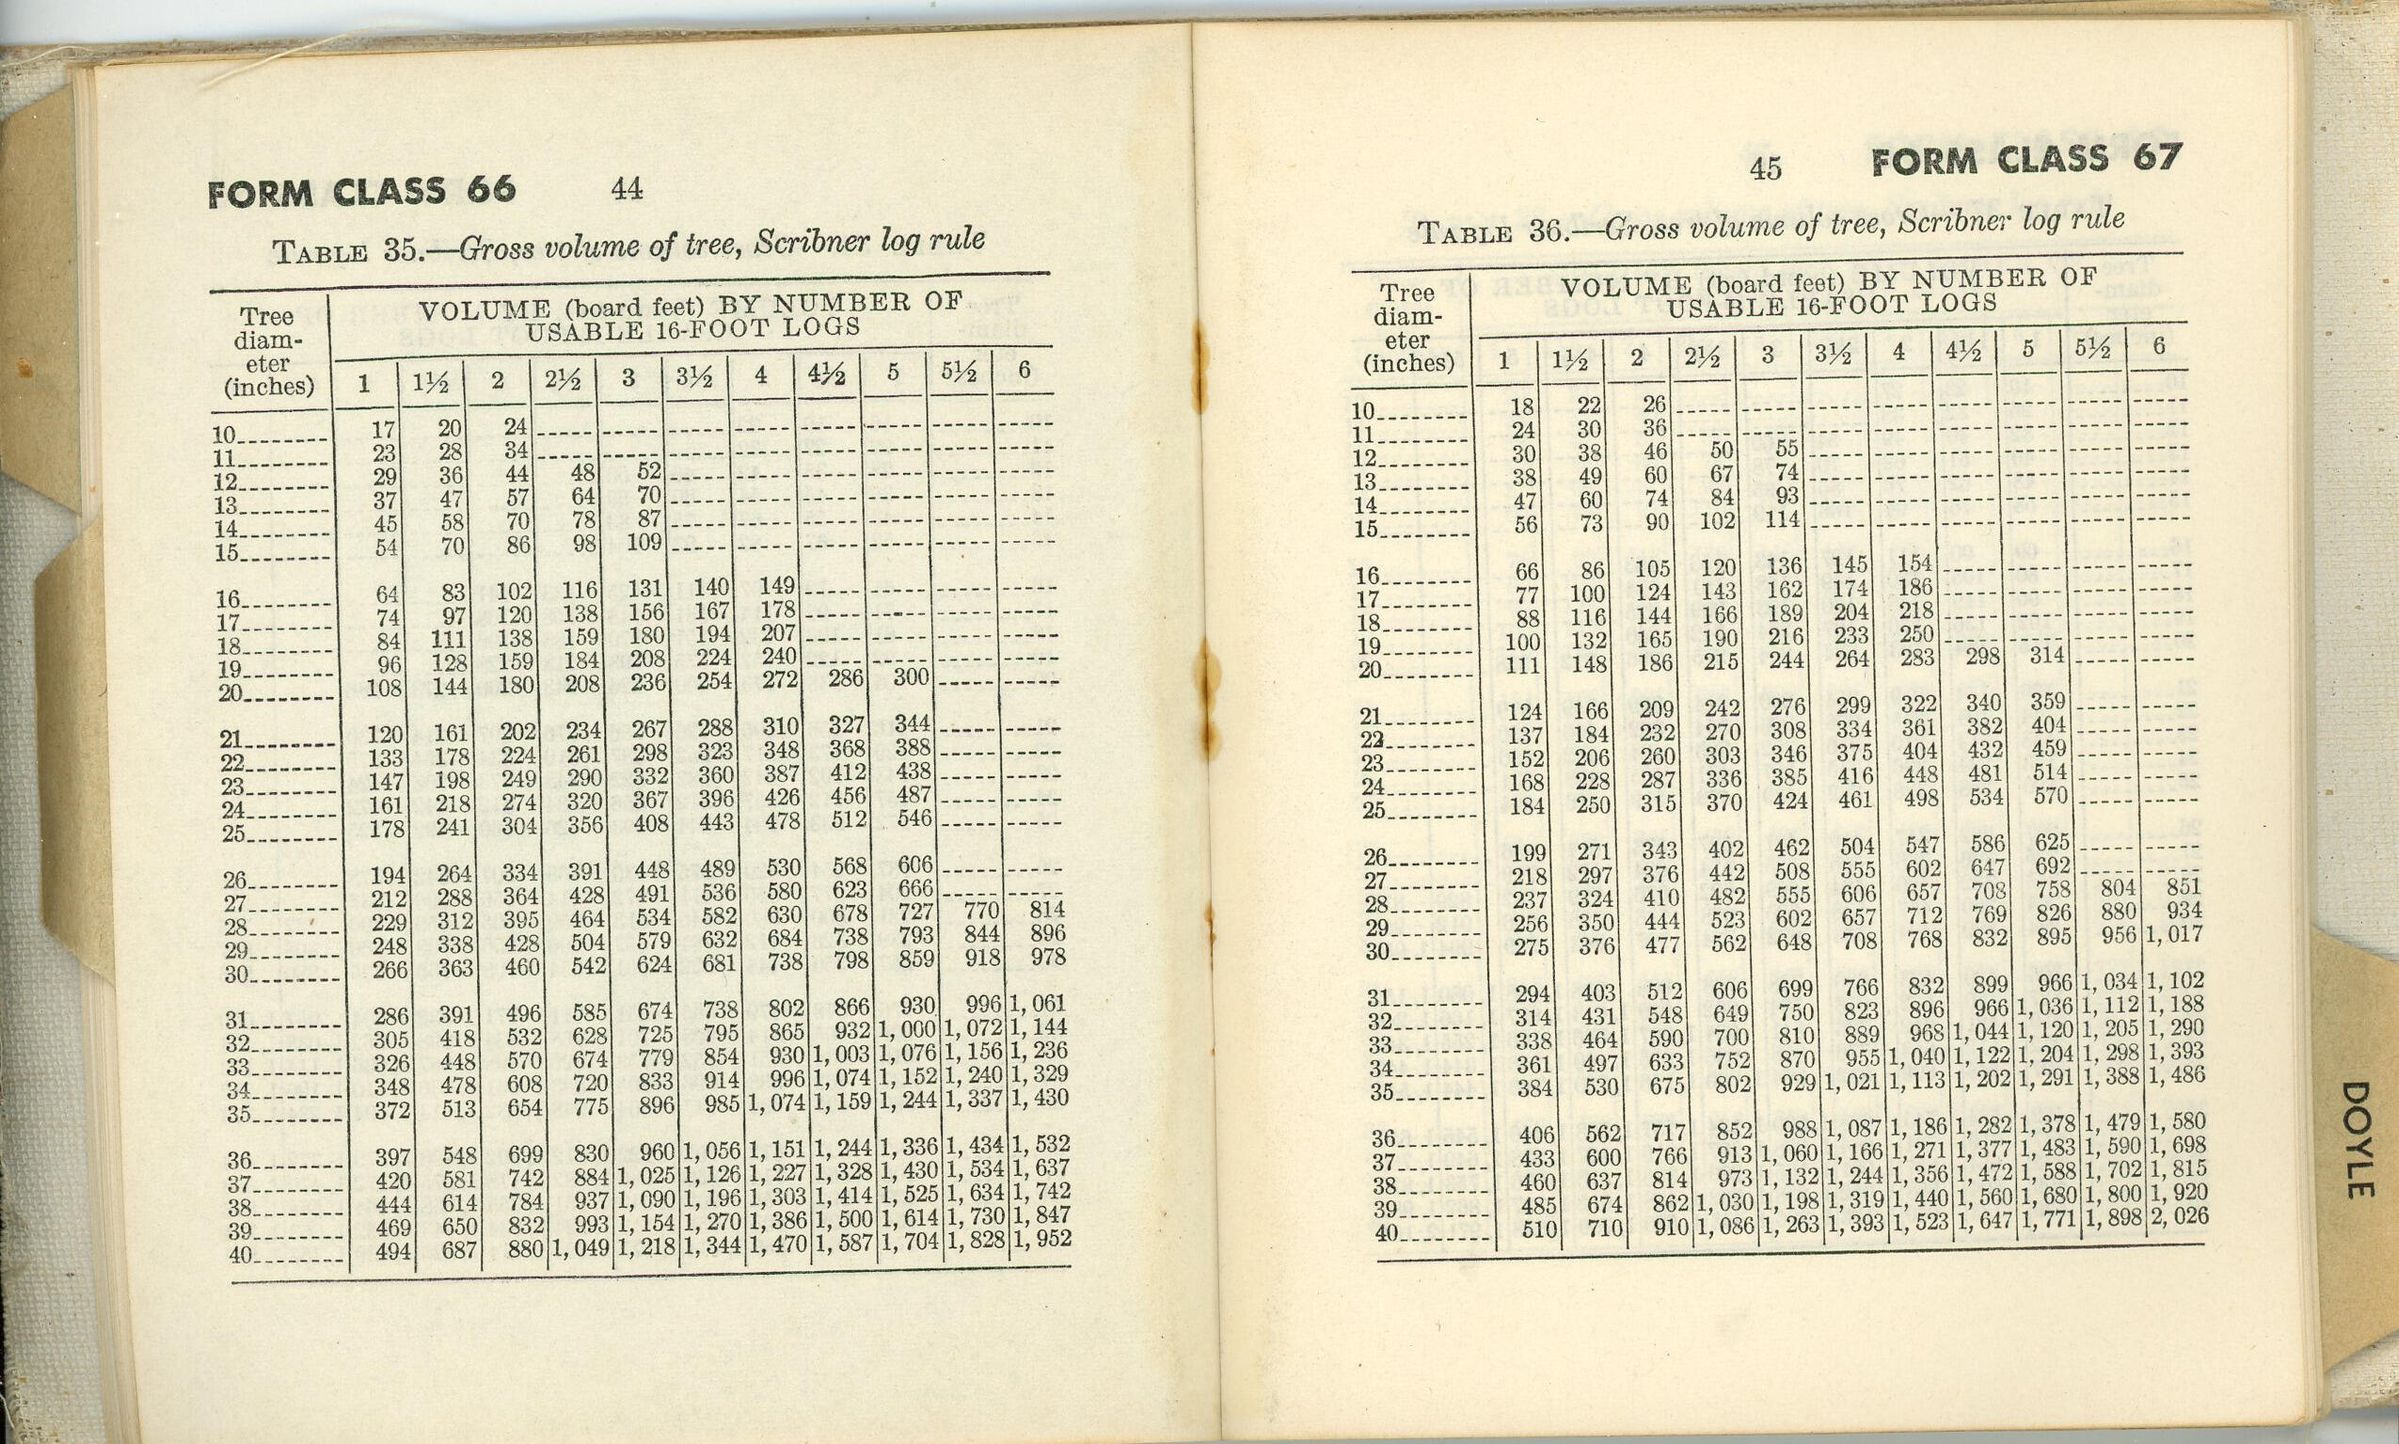 FORM CLASS 66 44
TABLE 35.—Gross volume of tree, Scribner log rule
Tree diam-eter (inches) VOLUME (board feet) BY NUMBER OF
USABLE 16-FOOT LOGS
1 1½ 2 2½ 3 3½ 4 4½ 5 5½ 6
10 17 20 24
11 23 28 34
12 29 36 44 48 52
13 37 47 57 64 70
14 45 58 70 78 87
15 54 70 86 98 109
16 64 83 102 116 131 140 149
17 74 97 120 138 156 167 178
18 84 111 138 159 180 194 207
19 96 128 159 184 208 224 240
20 108 144 180 208 236 254 272 286 300
21 120 161 202 234 267 288 310 327 344
22 133 178 224 261 298 323 348 368 388
23 147 198 249 290 332 360 387 412 438
24 161 218 274 320 367 396 426 456 487
25 178 241 304 356 408 443 478 512 546
26 194 264 334 391 448 489 530 568 606
27 212 288 364 428 491 536 580 623 666
28 229 312 395 464 534 582 630 678 727 770 814
29 248 338 428 504 579 632 684 738 793 844 896
30 266 363 460 542 624 681 738 798 859 918 978
31 286 391 496 585 674 738 802 866 930 996 1,061
32 305 418 532 628 725 795 865 932 1,000 1,072 1,144
33 326 448 570 674 779 854 930 1,003 1,076 1,156 1,236
34 348 478 608 720 833 914 996 1,074 1,152 1,240 1,329
35 372 513 654 775 896 985 1,074 1,159 1,244 1,337 1,430
36 397 548 699 830 960 1,056 1,151 1,244 1,336 1,434 1,532
37 420 581 742 884 1,025 1,126 1,227 1,328 1,430 1,534 1,637
38 444 614 784 937 1,090 1,196 1,303 1,414 1,525 1,634 1,742
39 469 650 832 993 1,154 1,270 1,386 1,500 1,614 1,730 1,847
40 494 687 880 1,049 1,218 1,344 1,470 1,587 1,704 1,828 1,952
45 FORM CLASS 67
TABLE 36.—Gross volume of tree, Scribner log rule
Tree diam-eter (inches) VOLUME (board feet) BY NUMBER OF
USABLE 16-FOOT LOGS
1 1½ 2 2½ 3 3½ 4 4½ 5 5½ 6
10 18 22 26
11 24 30 36
12 30 38 46 50 55
13 38 49 60 67 74
14 47 60 74 84 93
15 56 73 90 102 114
16 66 86 105 120 136 145 154
17 77 100 124 143 162 174 186
18 88 116 144 166 189 204 218
19 100 132 165 190 216 233 250
20 111 148 186 215 244 264 283 298 314
21 124 166 209 242 276 299 322 340 359
22 137 184 232 270 308 334 361 382 404
23 152 206 260 303 346 375 404 432 459
24 168 228 287 336 385 416 448 481 514
25 184 250 315 370 424 461 498 534 570
26 199 271 343 402 462 504 547 586 625
27 218 297 376 442 508 555 602 647 692
28 237 324 410 482 555 606 657 708 758 804 851
29 256 350 444 523 602 657 712 769 826 880 934
30 275 376 477 562 648 708 768 832 895 956 1,017
31 294 403 512 606 699 766 832 899 966 1,034 1,102
32 314 431 548 649 750 823 896 966 1,036 1,112 1,188
33 338 464 590 700 810 889 968 1,044 1,120 1,205 1,290
34 361 497 633 752 870 955 1,040 1,122 1,204 1,298 1,393
35 384 530 675 802 929 1,021 1,113 1,202 1,291 1,388 1,486
36 406 562 717 852 988 1,087 1,186 1,282 1,378 1,479 1,580
37 433 600 766 913 1,060 1,166 1,271 1,377 1,483 1,590 1,698
38 460 637 814 973 1,132 1,244 1,356 1,472 1,588 1,702 1,815
39 485 674 862 1,030 1,198 1,319 1,440 1,560 1,680 1,800 1,920
40 510 710 910 1,086 1,263 1,393 1,523 1,647 1,771 1,898 2,026
DOYLE